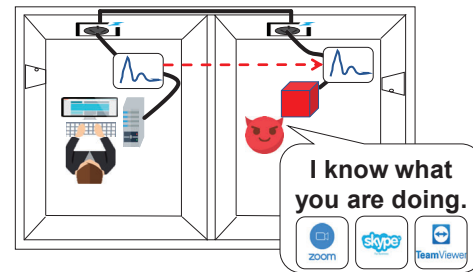 I know what
you are doing.
zoom
skype
TeamViewer